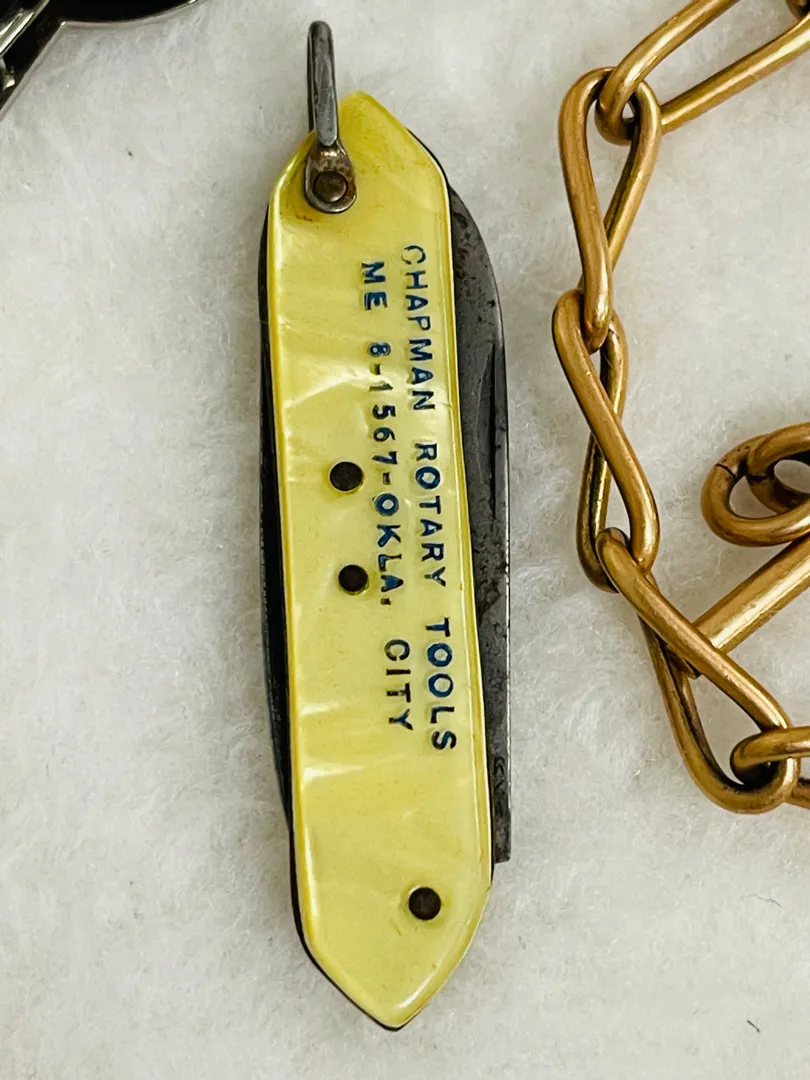 CHAPMAN ROTARY TOOLS
ME 8-1567-OKLA. CITY